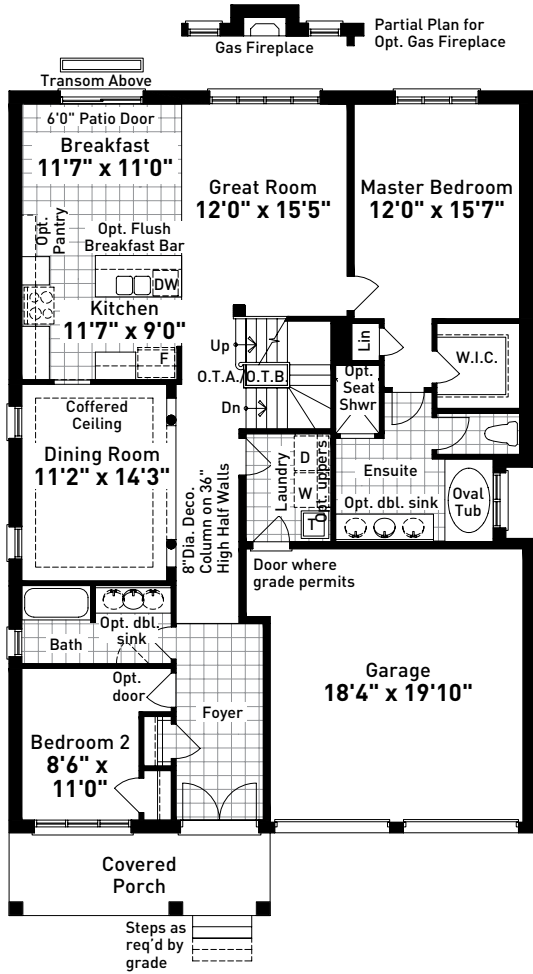 Partial Plan for
Opt. Gas Fireplace
Gas Fireplace
Transom Above
6'0" Patio Door
Breakfast
11'7" x 11'0"
Great Room
12'0" x 15'5"
Master Bedroom
12'0" x 15'7"
Opt.
Pantry
Opt. Flush
Breakfast Bar
DW
Kitchen
11'7" x 9'0"
F
Up
O.T.A./O.T.B.
Dn
Lin
W.I.C.
Opt.
Seat
Shwr
Coffered
Ceiling
Dining Room
11'2" x 14'3"
8"Dia. Deco.
Column on 36"
High Half Walls
Laundry
D
W
T
Opt. uppers
Ensuite
Opt. dbl. sink
Oval
Tub
Door where
grade permits
Opt. dbl.
sink
Bath
Opt.
door
Foyer
Garage
18'4" x 19'10"
Bedroom 2
8'6" x
11'0"
Covered
Porch
Steps as
req'd by
grade